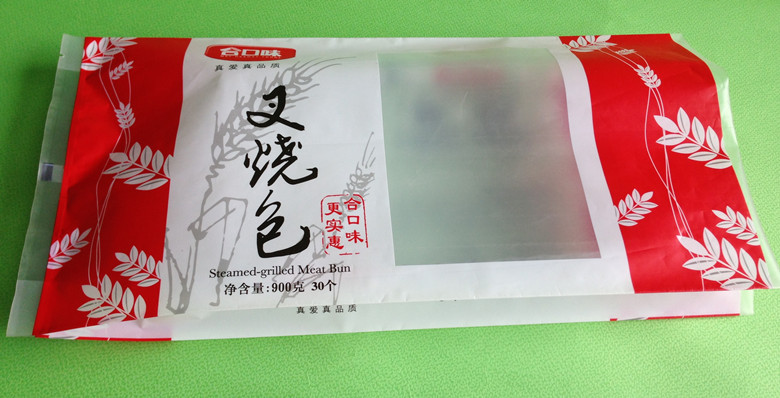 合口味
真爱真品质
叉烧包
合口味
更实惠
Steamed-grilled Meat Bun
净含量:900克 30个
真爱真品质